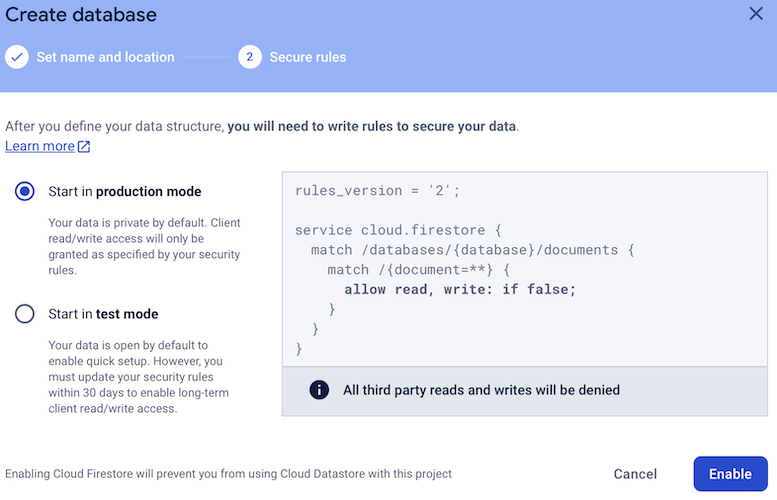 Create database
Set name and location
2 Secure rules
After you define your data structure, you will need to write rules to secure your data.
Learn more
Start in production mode
Your data is private by default. Client
read/write access will only be
granted as specified by your security
rules.
Start in test mode
Your data is open by default to
enable quick setup. However, you
must update your security rules
within 30 days to enable long-term
client read/write access.
rules_version = '2';
service cloud.firestore {
  match /databases/{database}/documents {
    match /{document=**} {
      allow read, write: if false;
    }
  }
}
All third party reads and writes will be denied
Enabling Cloud Firestore will prevent you from using Cloud Datastore with this project
Cancel
Enable